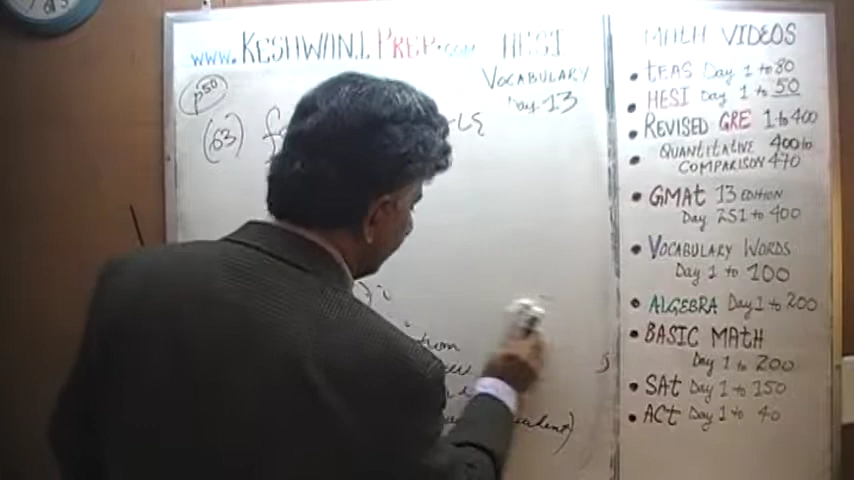 www.KESHWANIPREP.com HESI
VOCABULARY
Day 13
p50
(63)
from
MATH VIDEOS
• TEAS Day 1 to 80
• HESI Day 1 to 50
• REVISED GRE 1 to 400
• QUANTITATIVE 400 to
COMPARISON 470
• GMAT 13 EDITION
Day 251 to 400
• VOCABULARY WORDS
Day 1 to 100
• ALGEBRA Day 1 to 200
• BASIC MATH
Day 1 to 200
• SAT Day 1 to 150
• ACT Day 1 to 40